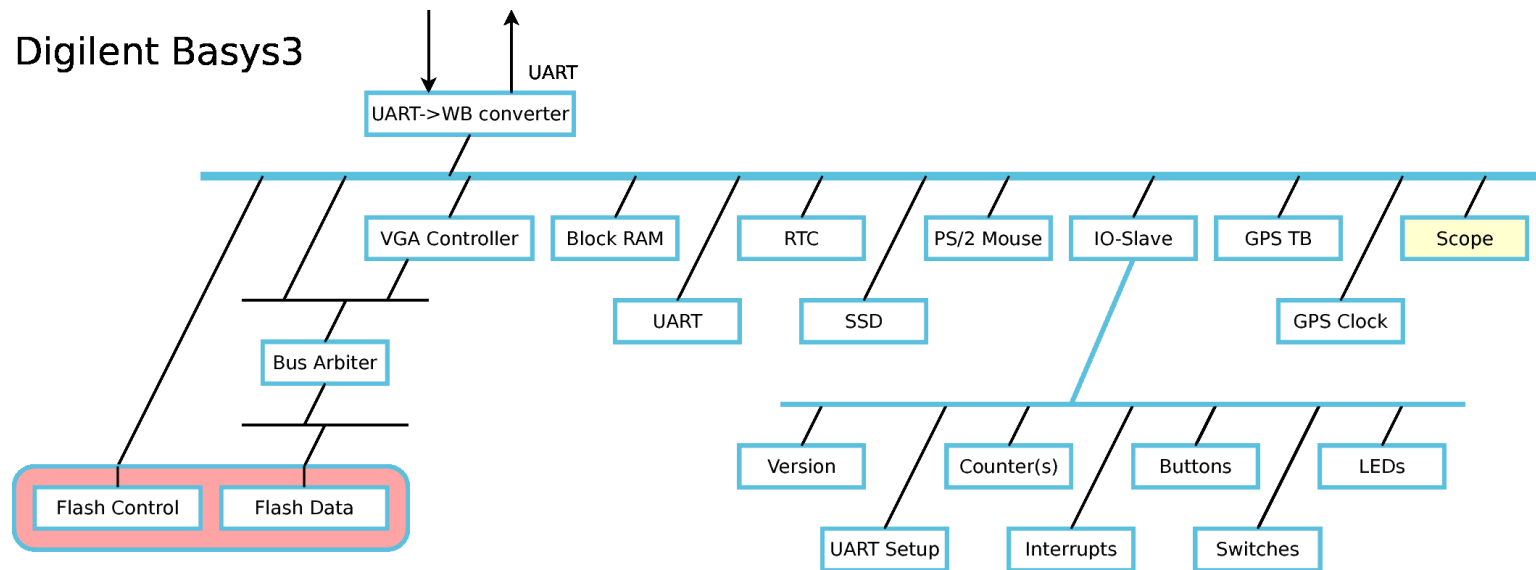 Digilent Basys3
UART
UART->WB converter
VGA Controller
Block RAM
RTC
PS/2 Mouse
IO-Slave
GPS TB
Scope
UART
SSD
GPS Clock
Bus Arbiter
Version
Counter(s)
Buttons
LEDs
Flash Control
Flash Data
UART Setup
Interrupts
Switches